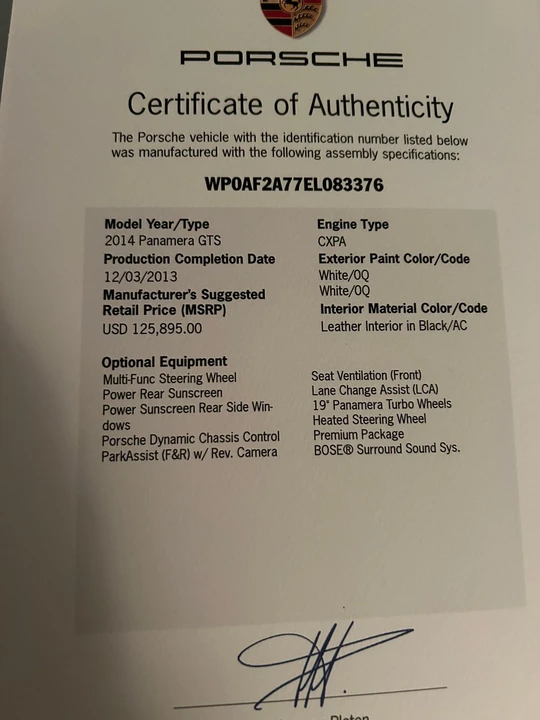 PORSCHE
Certificate of Authenticity
The Porsche vehicle with the identification number listed below
was manufactured with the following assembly specifications:
WP0AF2A77EL083376
Model Year/Type
2014 Panamera GTS
Production Completion Date
12/03/2013
Manufacturer's Suggested
Retail Price (MSRP)
USD 125,895.00
Engine Type
CXPA
Exterior Paint Color/Code
White/0Q
White/0Q
Interior Material Color/Code
Leather Interior in Black/AC
Optional Equipment
Multi-Func Steering Wheel
Power Rear Sunscreen
Power Sunscreen Rear Side Win-
dows
Porsche Dynamic Chassis Control
ParkAssist (F&R) w/ Rev. Camera
Seat Ventilation (Front)
Lane Change Assist (LCA)
19" Panamera Turbo Wheels
Heated Steering Wheel
Premium Package
BOSE® Surround Sound Sys.